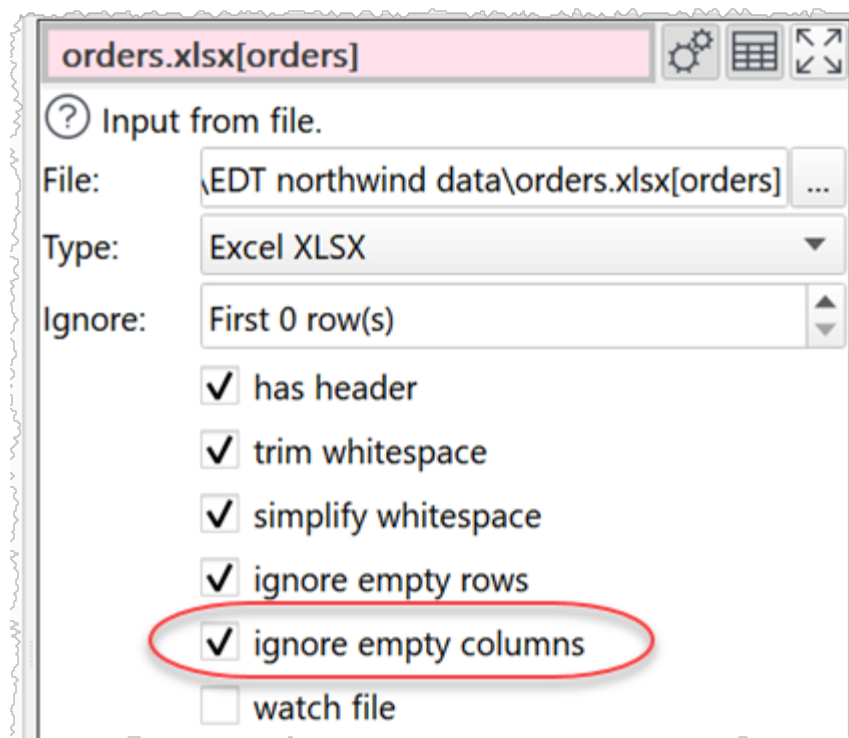 orders.xlsx[orders]
? Input from file.
File: \EDT northwind data\orders.xlsx[orders] ...
Type: Excel XLSX
Ignore: First 0 row(s)
has header
trim whitespace
simplify whitespace
ignore empty rows
ignore empty columns
watch file